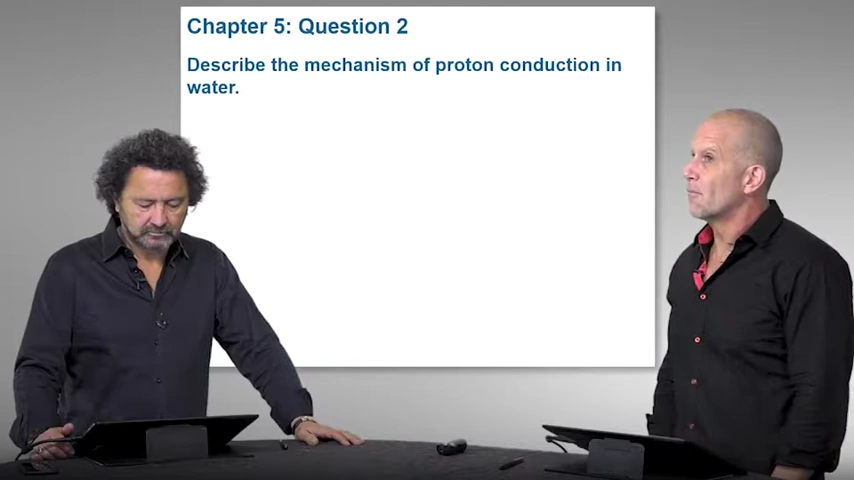 Chapter 5: Question 2
Describe the mechanism of proton conduction in
water.